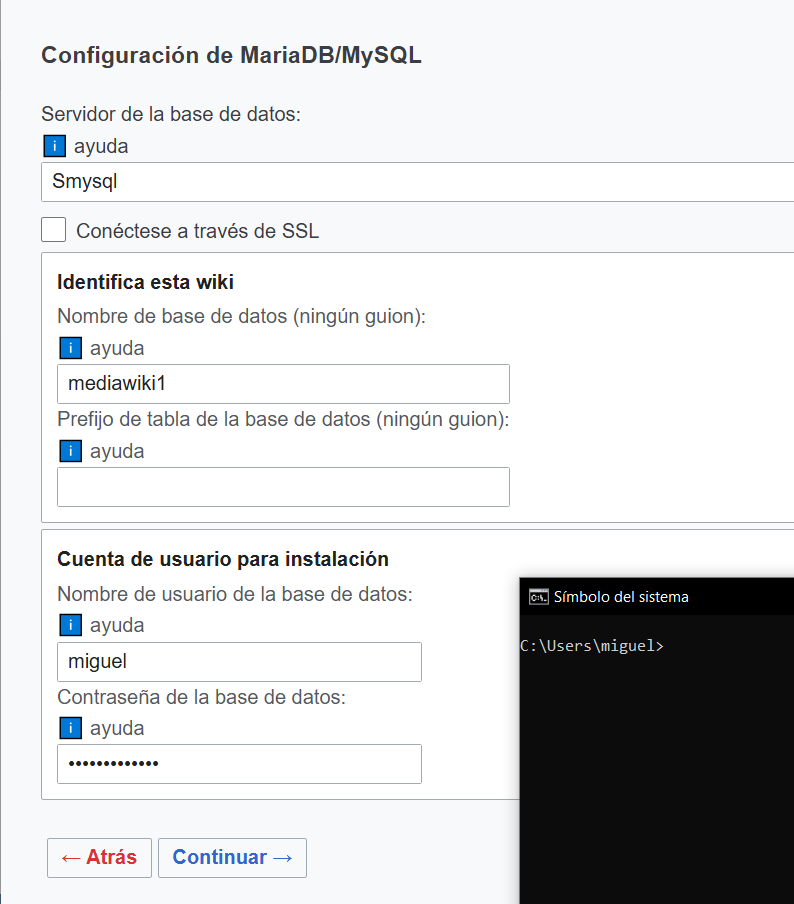 Configuración de MariaDB/MySQL
Servidor de la base de datos:
i ayuda
Smysql
Conéctese a través de SSL
Identifica esta wiki
Nombre de base de datos (ningún guion):
i ayuda
mediawiki1
Prefijo de tabla de la base de datos (ningún guion):
i ayuda
Cuenta de usuario para instalación
Nombre de usuario de la base de datos:
i ayuda
miguel
Contraseña de la base de datos:
i ayuda
•••••••••••••
← Atrás
Continuar →
C:\. Símbolo del sistema
C:\Users\miguel>